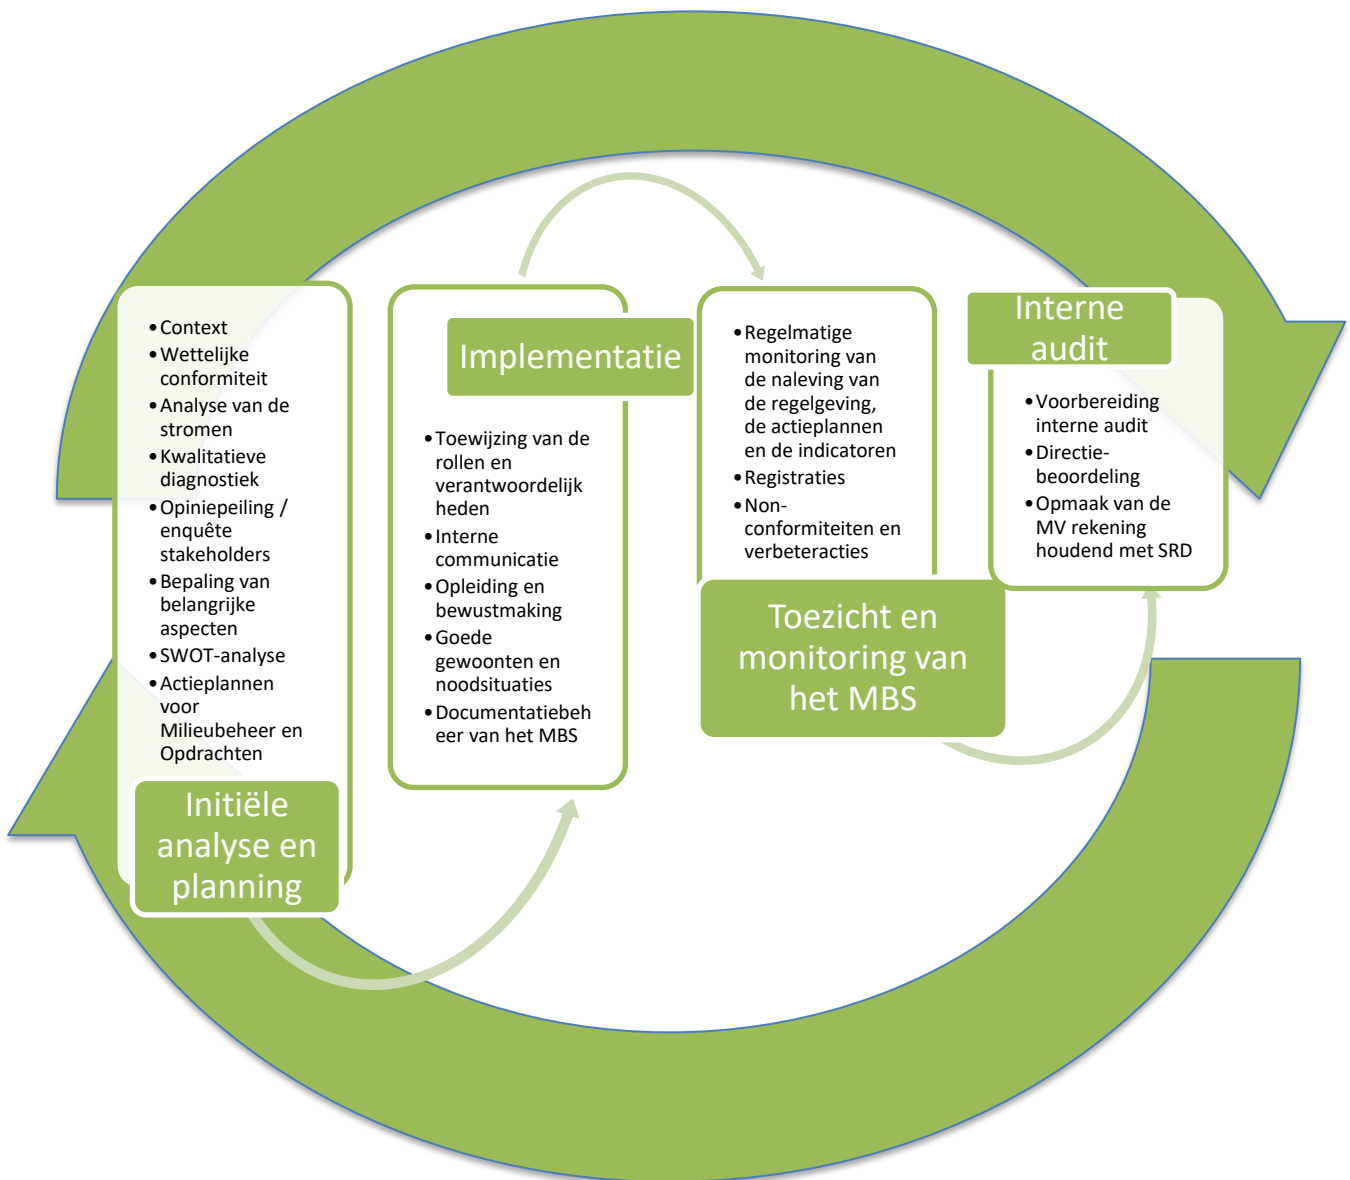 •Context
•Wettelijke
conformiteit
•Analyse van de
stromen
•Kwalitatieve
diagnostiek
•Opiniepeiling /
enquête
stakeholders
•Bepaling van
belangrijke
aspecten
•SWOT-analyse
•Actieplannen
voor
Milieubeheer en
Opdrachten
Initiële
analyse en
planning
Implementatie
•Toewijzing van de
rollen en
verantwoordelijk
heden
•Interne
communicatie
•Opleiding en
bewustmaking
•Goede
gewoonten en
noodsituaties
•Documentatiebeh
eer van het MBS
•Regelmatige
monitoring van
de naleving van
de regelgeving,
de actieplannen
en de indicatoren
•Registraties
•Non-
conformiteiten en
verbeteracties
Toezicht en
monitoring van
het MBS
Interne
audit
•Voorbereiding
interne audit
•Directie-
beoordeling
•Opmaak van de
MV rekening
houdend met SRD